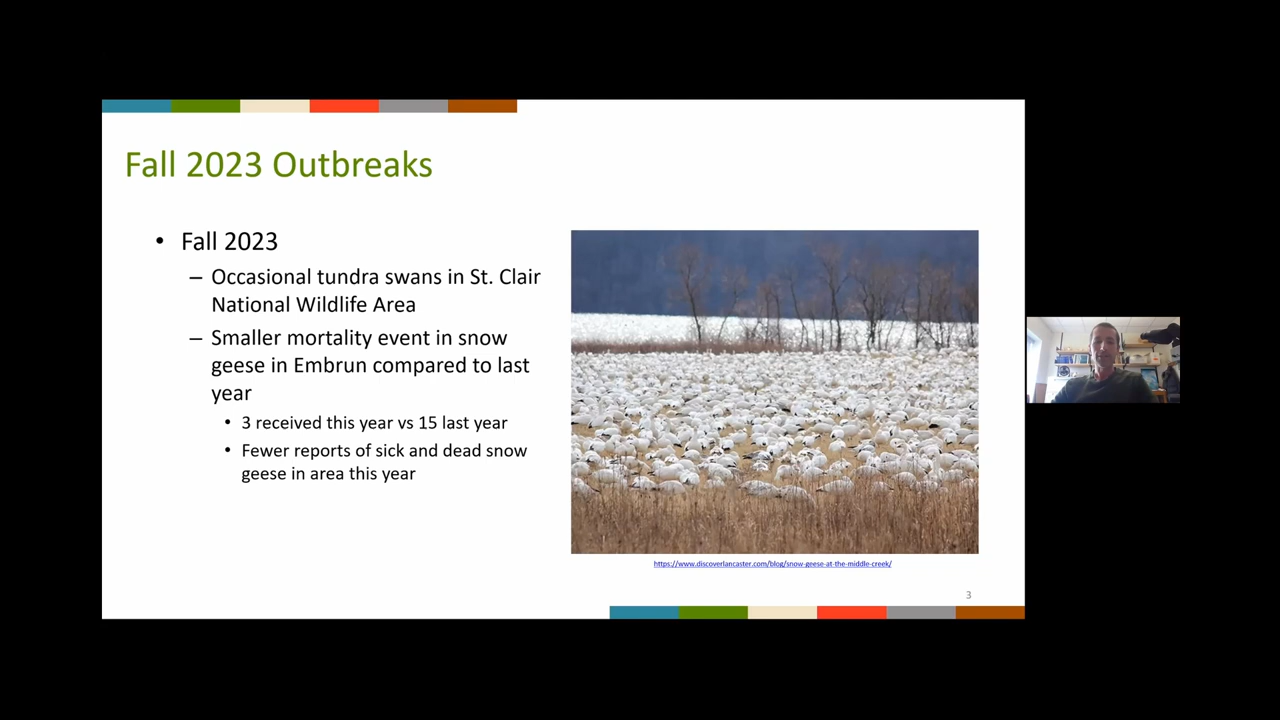 Fall 2023 Outbreaks
• Fall 2023
– Occasional tundra swans in St. Clair
National Wildlife Area
– Smaller mortality event in snow
geese in Embrun compared to last
year
• 3 received this year vs 15 last year
• Fewer reports of sick and dead snow
geese in area this year
https://www.discoverlancaster.com/blog/snow-geese-at-the-middle-creek/
3